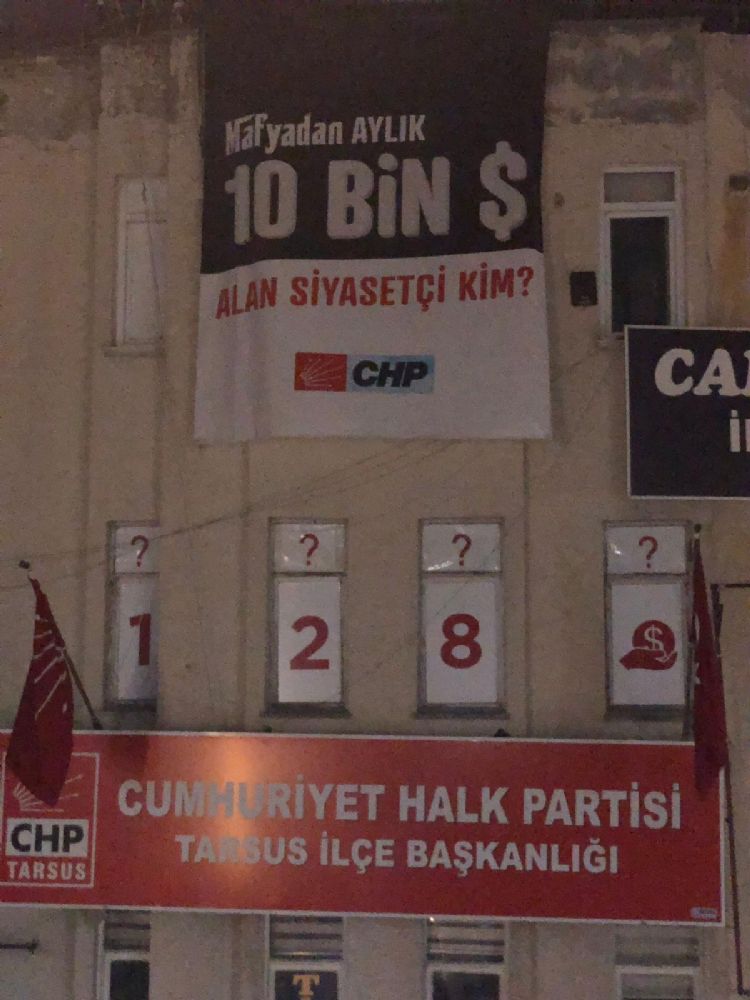 Mafyadan AYLIK
10 BİN $
ALAN SİYASETÇİ KİM?
CHP
? ? ? ?
1 2 8 $
CUMHURİYET HALK PARTİSİ
TARSUS İLÇE BAŞKANLIĞI
CHP
TARSUS
T